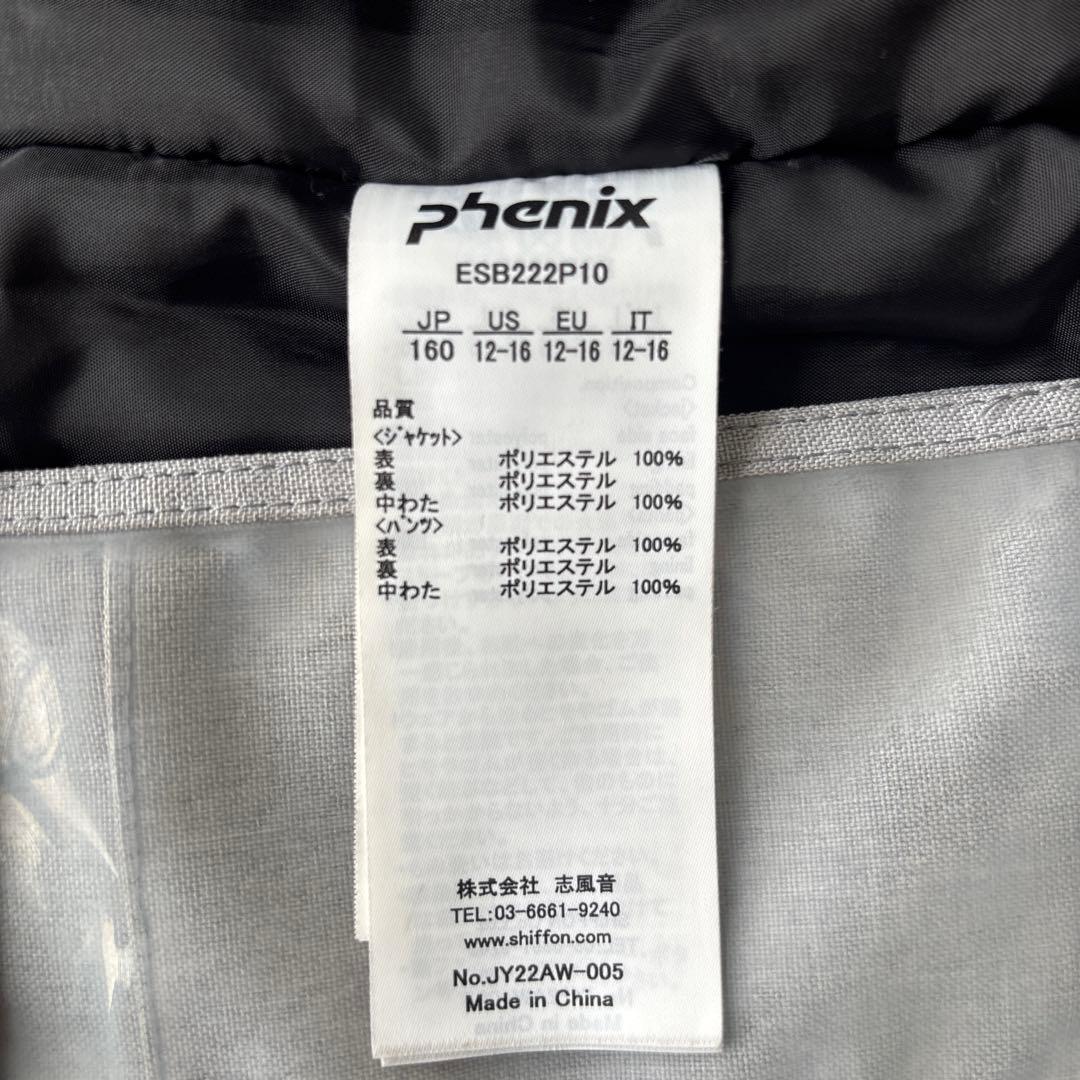 phenix
ESB222P10
JP US EU IT
160 12-16 12-16 12-16
品質
<ジャケット>
表 ポリエステル 100%
裏 ポリエステル
中わた ポリエステル 100%
<パンツ>
表 ポリエステル 100%
裏 ポリエステル
中わた ポリエステル 100%
株式会社 志風音
TEL:03-6661-9240
www.shiffon.com
No.JY22AW-005
Made in China